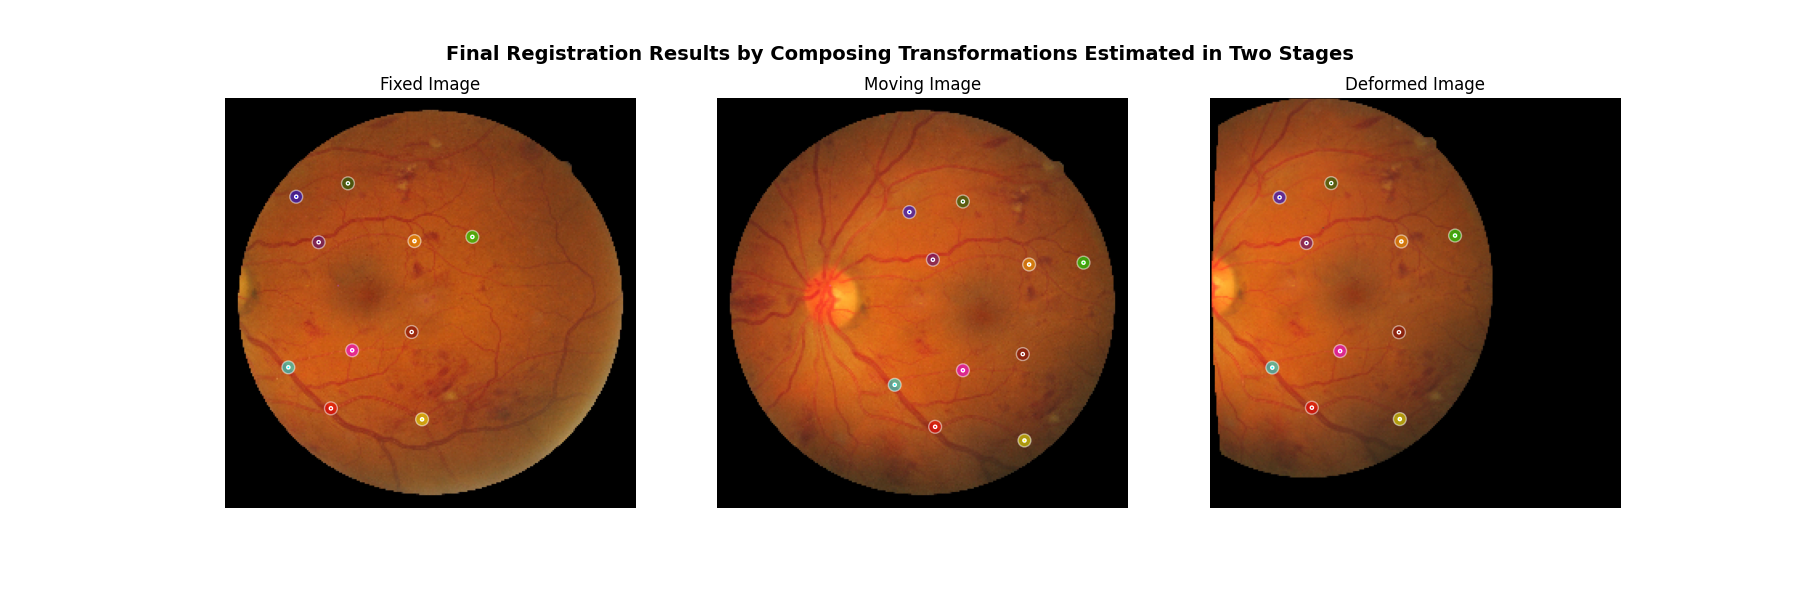 Final Registration Results by Composing Transformations Estimated in Two Stages
Fixed Image
Moving Image
Deformed Image